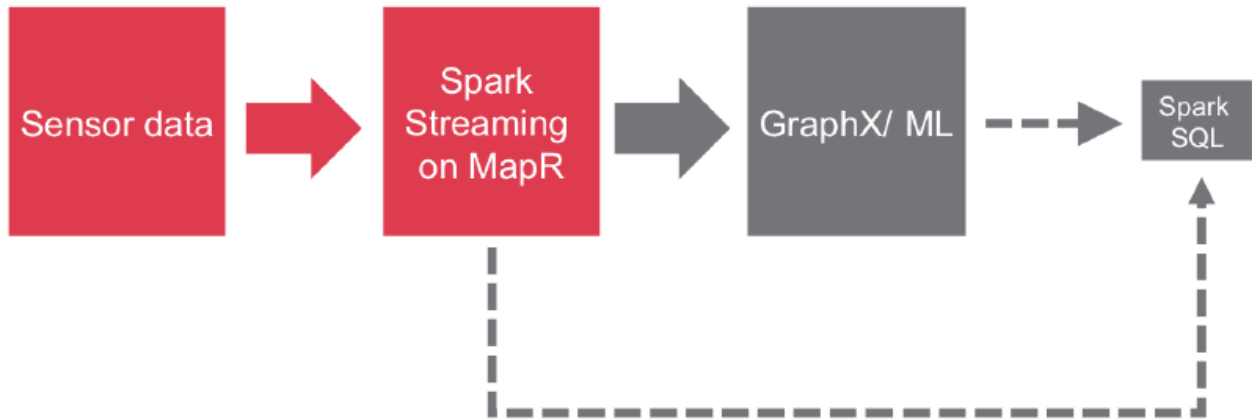 Sensor data
Spark
Streaming
on MapR
GraphX/ ML
Spark
SQL